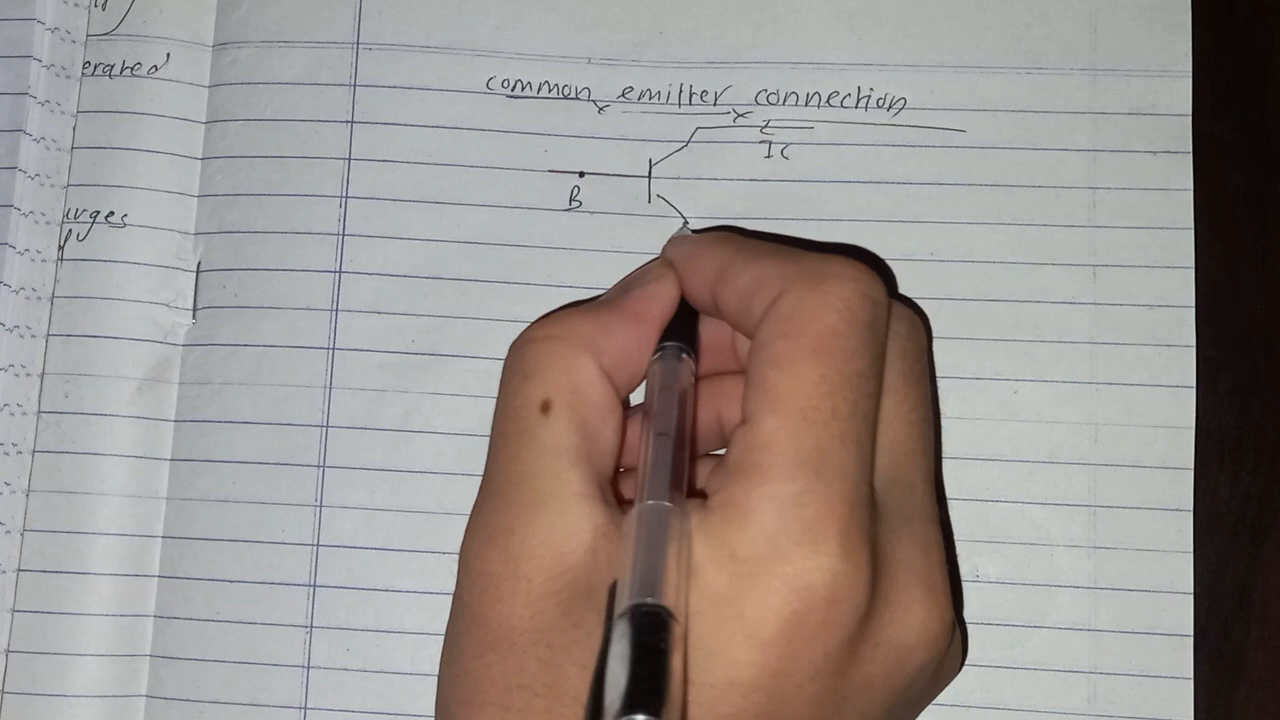 erated
common emitter connection
IC
B
urges